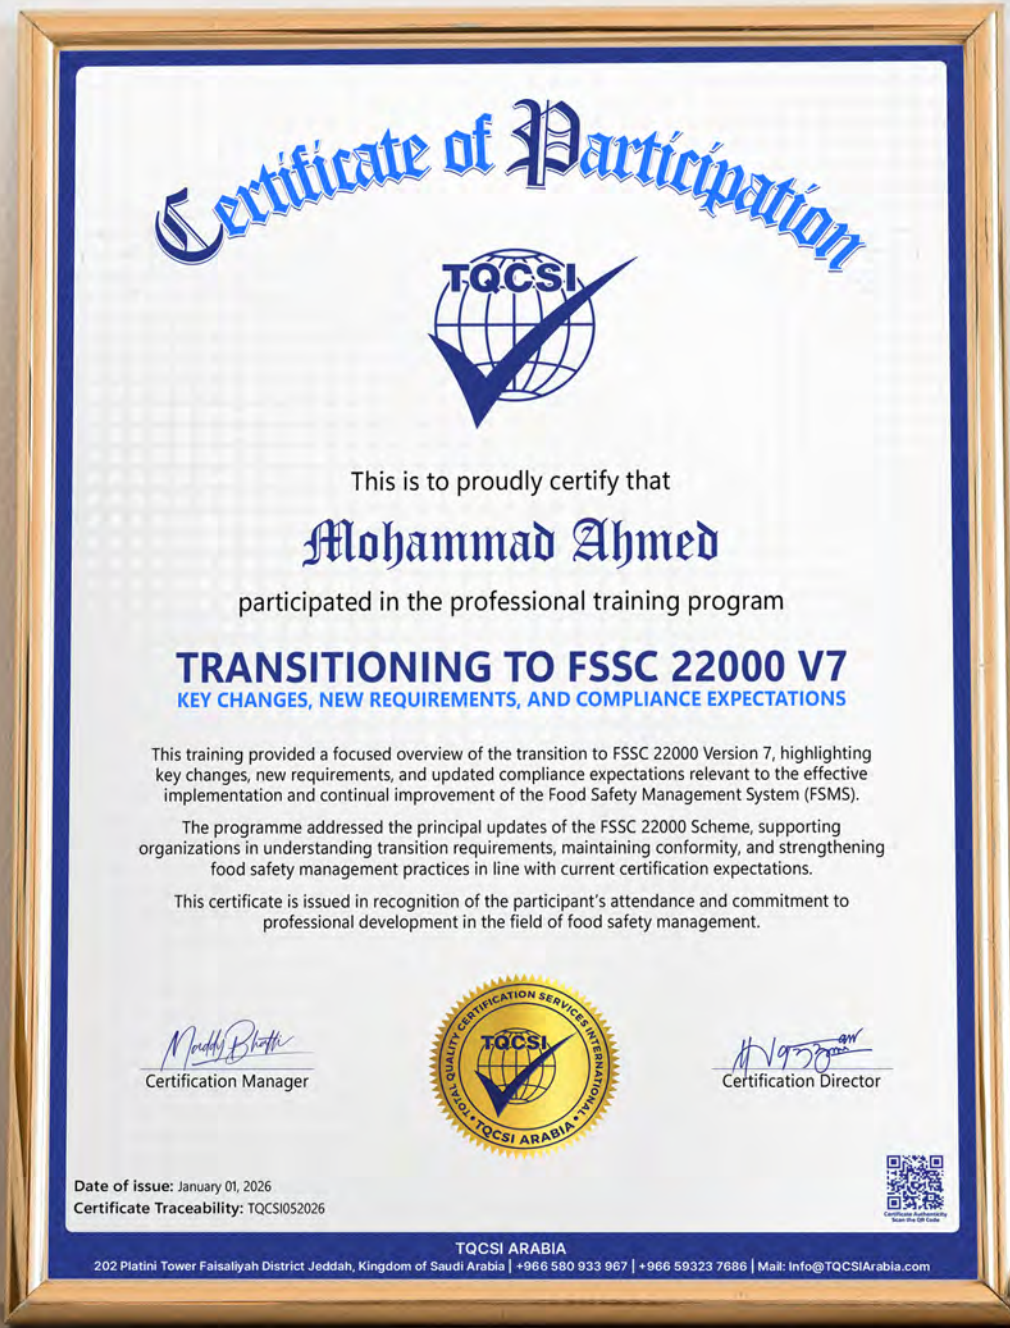 Certificate of Participation
TQCSI
This is to proudly certify that
Mohammad Ahmed
participated in the professional training program
TRANSITIONING TO FSSC 22000 V7
KEY CHANGES, NEW REQUIREMENTS, AND COMPLIANCE EXPECTATIONS
This training provided a focused overview of the transition to FSSC 22000 Version 7, highlighting
key changes, new requirements, and updated compliance expectations relevant to the effective
implementation and continual improvement of the Food Safety Management System (FSMS).
The programme addressed the principal updates of the FSSC 22000 Scheme, supporting
organizations in understanding transition requirements, maintaining conformity, and strengthening
food safety management practices in line with current certification expectations.
This certificate is issued in recognition of the participant's attendance and commitment to
professional development in the field of food safety management.
Certification Manager
TOTAL QUALITY CERTIFICATION SERVICES INTERNATIONAL
TQCSI
• TQCSI ARABIA •
Certification Director
Date of issue: January 01, 2026
Certificate Traceability: TQCSI052026
Certificate Authenticity
Scan the QR Code
TQCSI ARABIA
202 Platini Tower Faisaliyah District Jeddah, Kingdom of Saudi Arabia | +966 580 933 967 | +966 59323 7686 | Mail: Info@TQCSIArabia.com